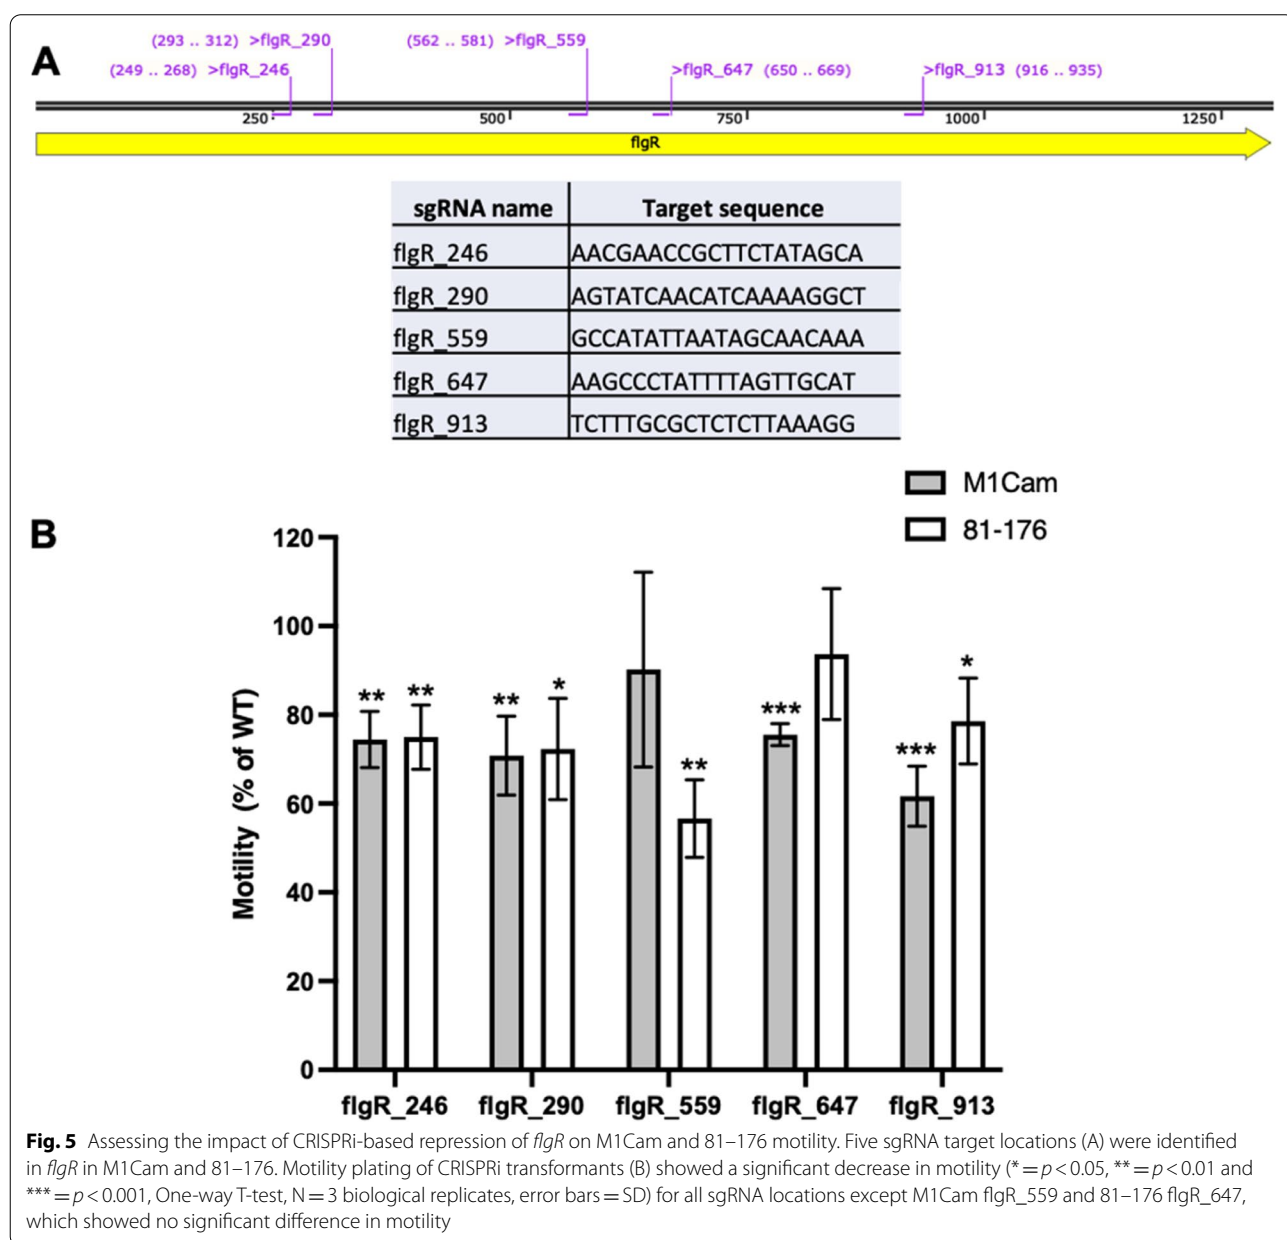 A
(293 .. 312) >flgR_290
(562 .. 581) >flgR_559
(249 .. 268) >flgR_246
>flgR_647 (650 .. 669)
>flgR_913 (916 .. 935)
250 500 750 1000 1250
flgR
sgRNA name Target sequence
flgR_246 AACGAACCGCTTCTATAGCA
flgR_290 AGTATCAACATCAAAAGGCT
flgR_559 GCCATATTAATAGCAACAAA
flgR_647 AAGCCCTATTTTAGTTGCAT
flgR_913 TCTTTGCGCTCTCTTAAAGG
B
M1Cam
81-176
Motility (% of WT)
120
100
80
60
40
20
0
** ** ** * ** *** *** *
flgR_246 flgR_290 flgR_559 flgR_647 flgR_913
Fig. 5 Assessing the impact of CRISPRi-based repression of flgR on M1Cam and 81–176 motility. Five sgRNA target locations (A) were identified
in flgR in M1Cam and 81–176. Motility plating of CRISPRi transformants (B) showed a significant decrease in motility (* = p < 0.05, ** = p < 0.01 and
*** = p < 0.001, One-way T-test, N = 3 biological replicates, error bars = SD) for all sgRNA locations except M1Cam flgR_559 and 81–176 flgR_647,
which showed no significant difference in motility